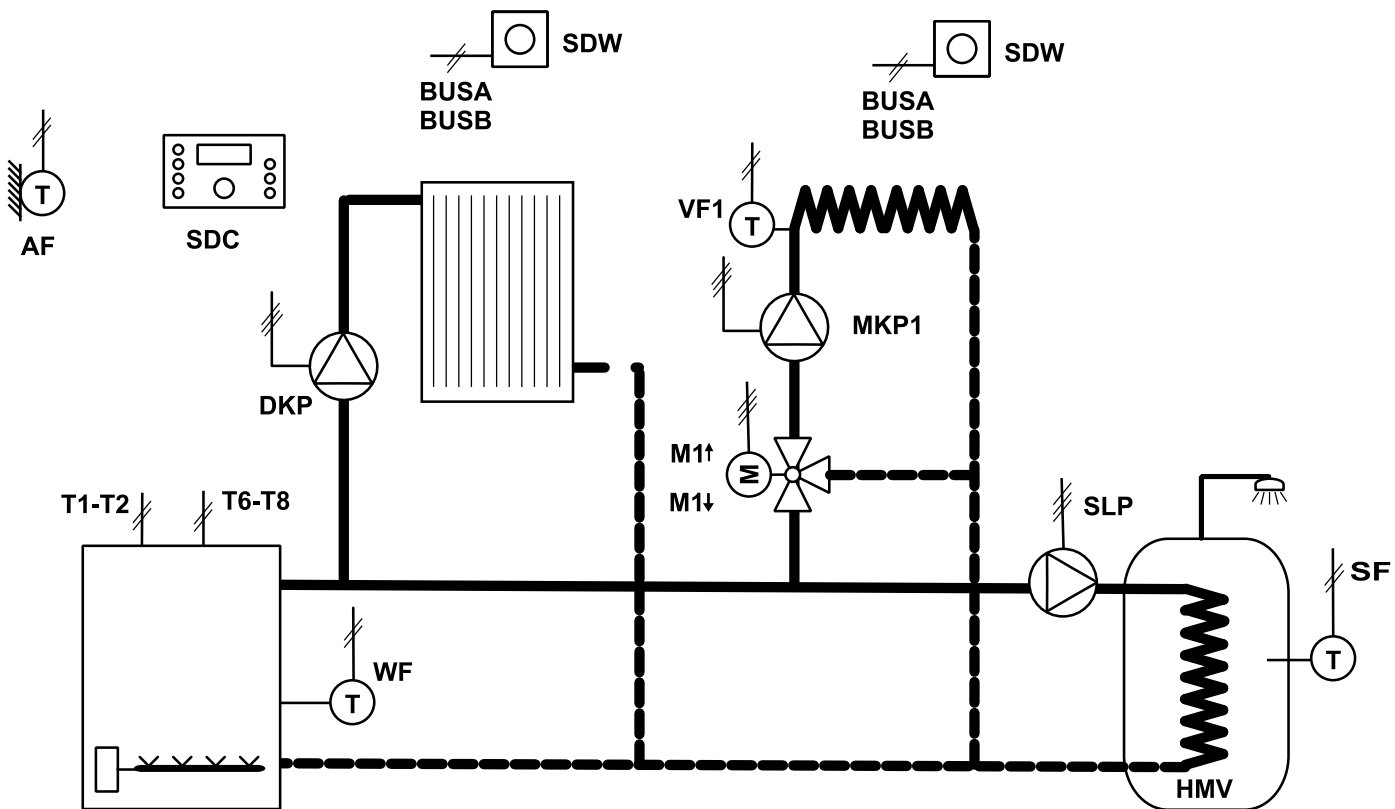 SDW
SDW
BUSA
BUSB
BUSA
BUSB
T
AF
SDC
VF1
T
MKP1
DKP
M1↑
M
M1↓
T1-T2
T6-T8
SLP
SF
T
WF
T
HMV